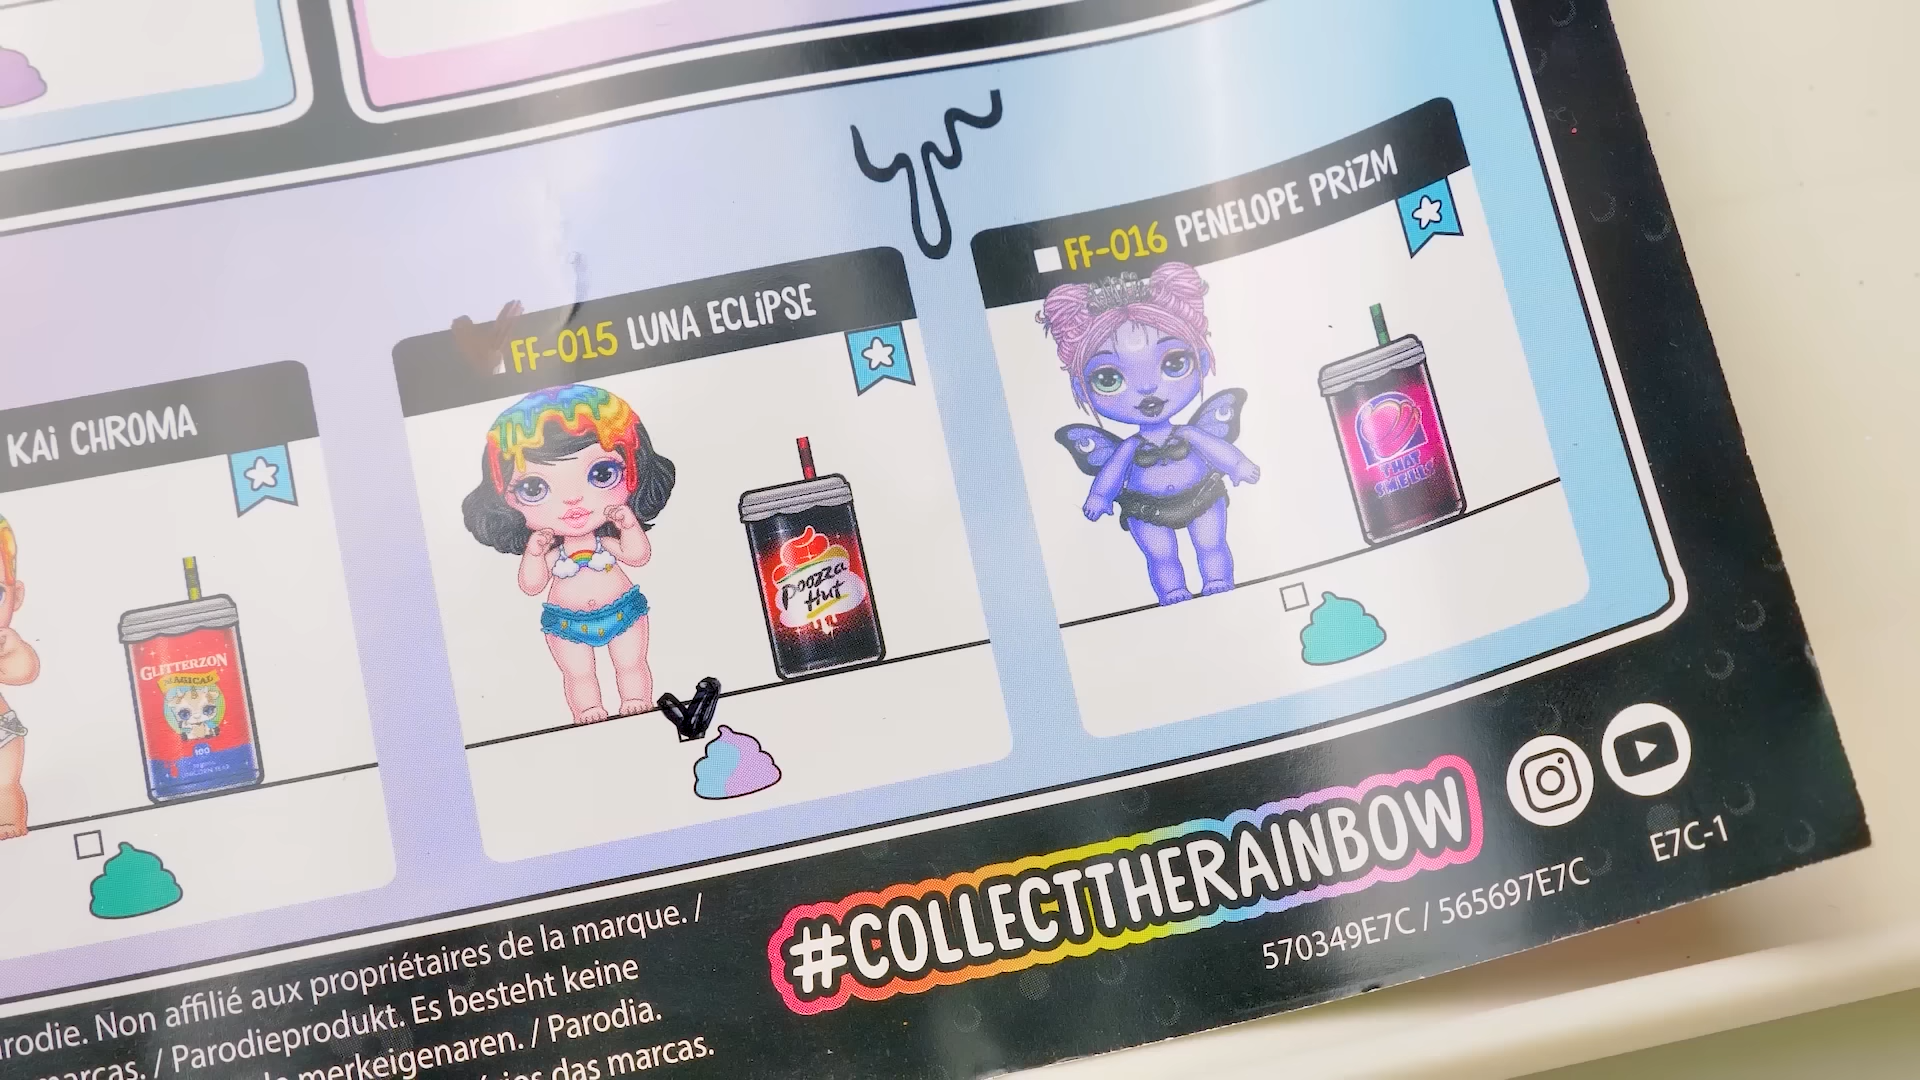 KAi CHROMA
GLITTERZON
MAGICAL
FF-015 LUNA ECLiPSE
Poozza
Hut
FF-016 PENELOPE PRiZM
THAT
SMELLS
#COLLECTTHERAINBOW
E7C-1
570349E7C / 565697E7C
rodie. Non affilié aux propriétaires de la marque. /
marcas. / Parodieprodukt. Es besteht keine
merkeigenaren. / Parodia.
das marcas.